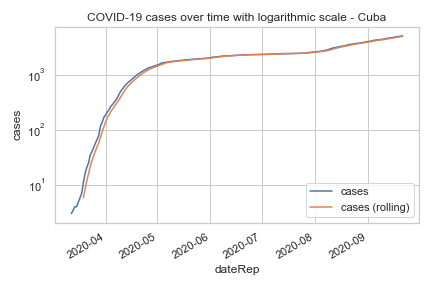 COVID-19 cases over time with logarithmic scale - Cuba
cases
10³
10²
10¹
cases
cases (rolling)
2020-04
2020-05
2020-06
2020-07
2020-08
2020-09
dateRep